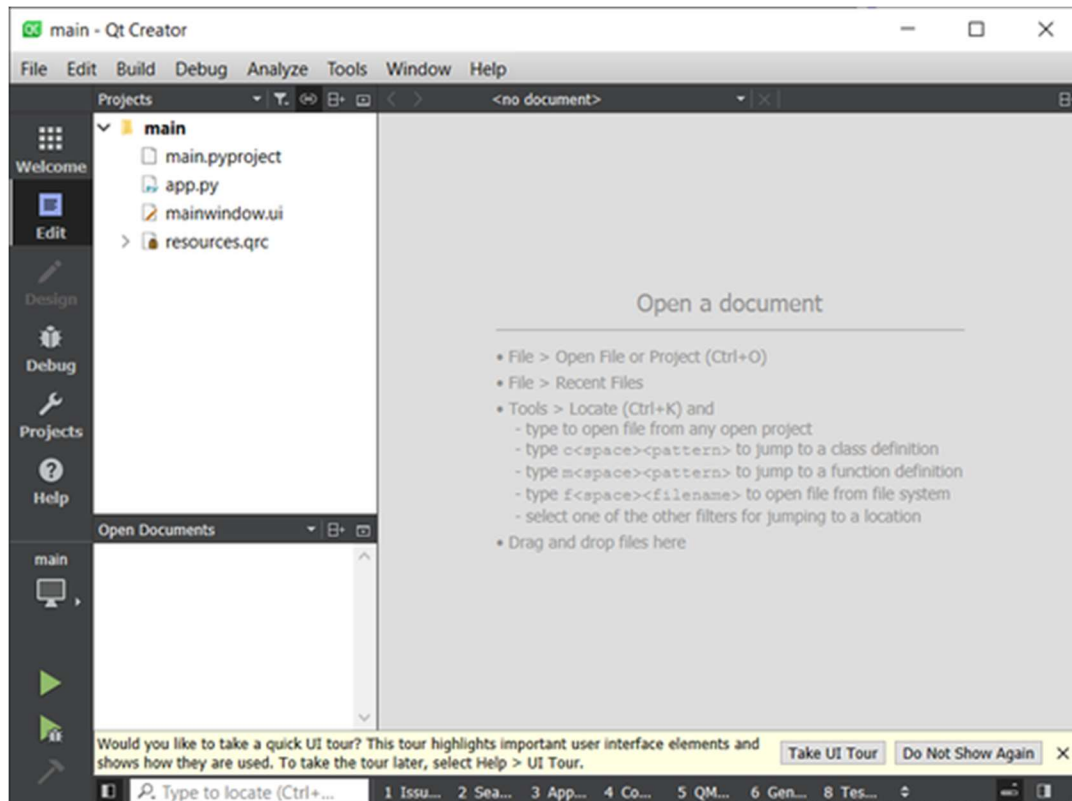 main - Qt Creator
File Edit Build Debug Analyze Tools Window Help
Projects
<no document>
main
main.pyproject
app.py
mainwindow.ui
resources.qrc
Welcome
Edit
Design
Debug
Projects
Help
Open a document
• File > Open File or Project (Ctrl+O)
• File > Recent Files
• Tools > Locate (Ctrl+K) and
- type to open file from any open project
- type c<space><pattern> to jump to a class definition
- type m<space><pattern> to jump to a function definition
- type f<space><filename> to open file from file system
- select one of the other filters for jumping to a location
• Drag and drop files here
Open Documents
main
Would you like to take a quick UI tour? This tour highlights important user interface elements and
shows how they are used. To take the tour later, select Help > UI Tour.
Take UI Tour
Do Not Show Again
Type to locate (Ctrl+...
1 Issu... 2 Sea... 3 App... 4 Co... 5 QM... 6 Gen... 8 Tes...